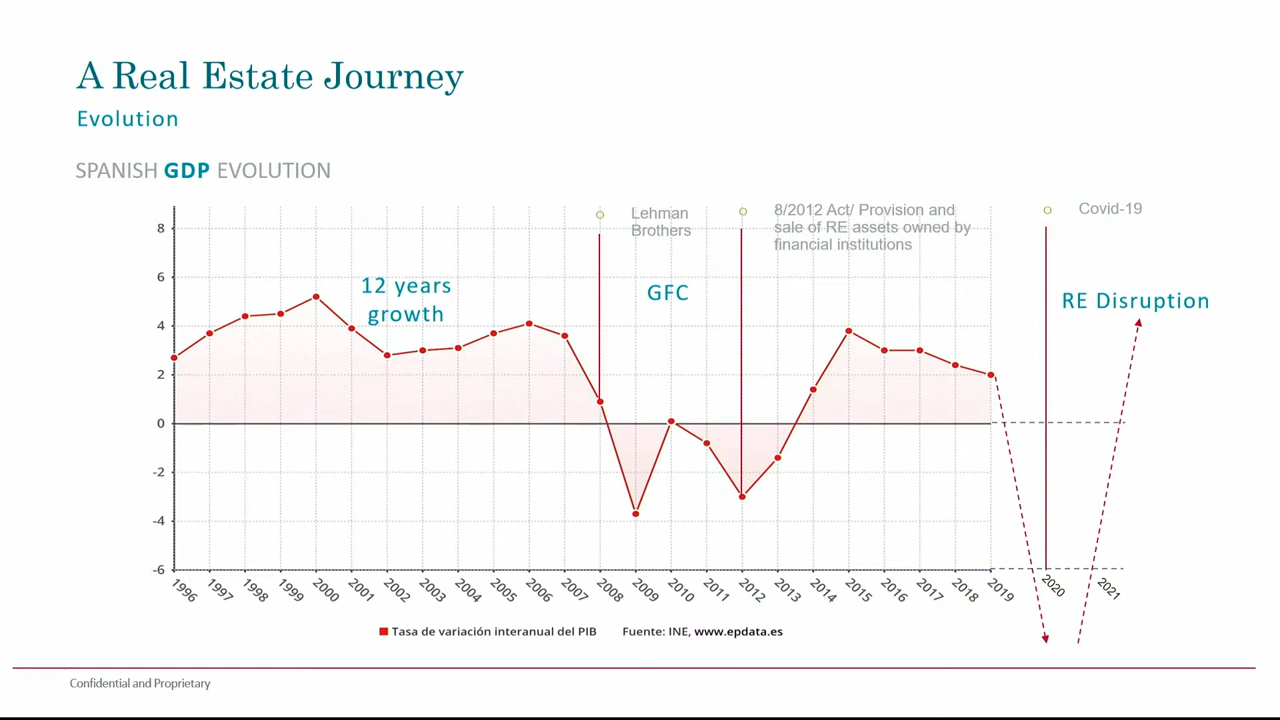 A Real Estate Journey
Evolution
SPANISH GDP EVOLUTION
Lehman
Brothers
8/2012 Act/ Provision and
sale of RE assets owned by
financial institutions
Covid-19
12 years
growth
GFC
RE Disruption
8
6
4
2
0
-2
-4
-6
1996
1997
1998
1999
2000
2001
2002
2003
2004
2005
2006
2007
2008
2009
2010
2011
2012
2013
2014
2015
2016
2017
2018
2019
2020
2021
Tasa de variación interanual del PIB
Fuente: INE, www.epdata.es
Confidential and Proprietary